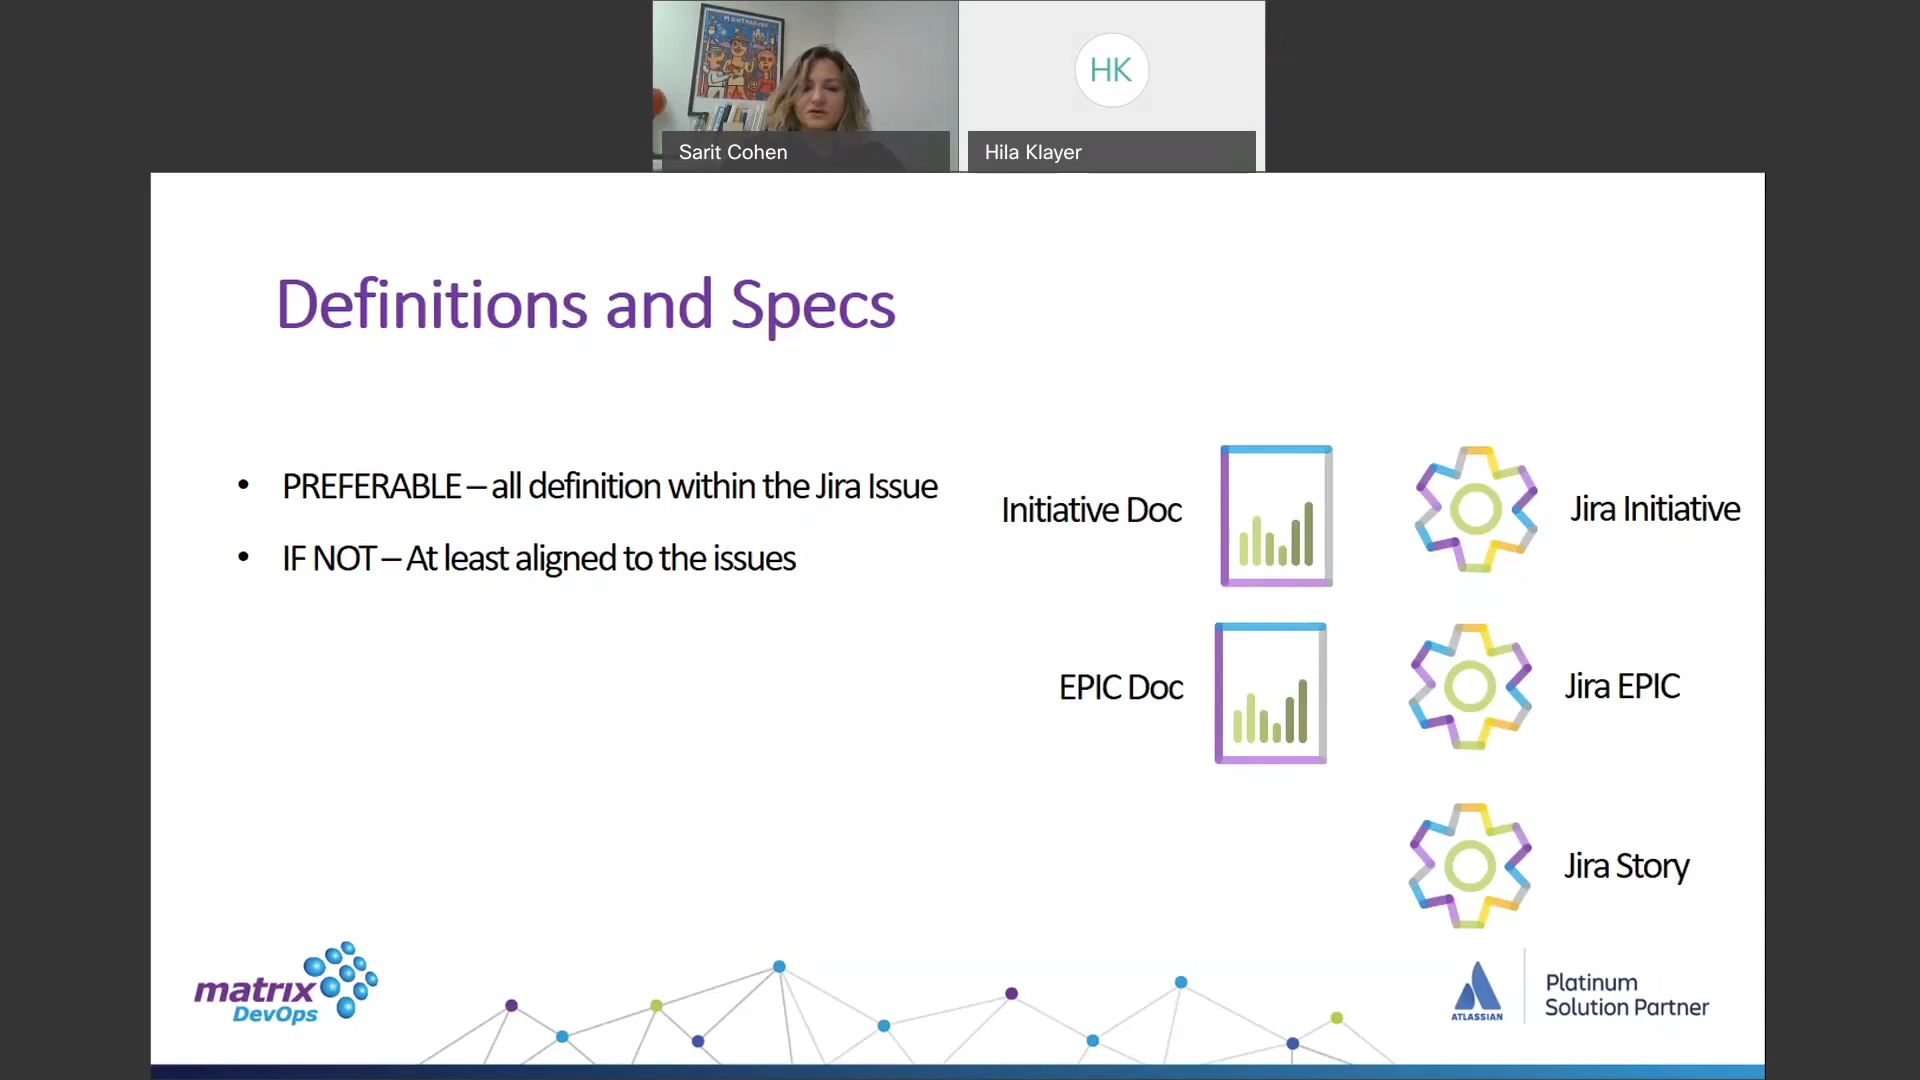 Sarit Cohen
HK
Hila Klayer
Definitions and Specs
• PREFERABLE – all definition within the Jira Issue
• IF NOT – At least aligned to the issues
Initiative Doc
Jira Initiative
EPIC Doc
Jira EPIC
Jira Story
matrix
DevOps
ATLASSIAN
Platinum
Solution Partner